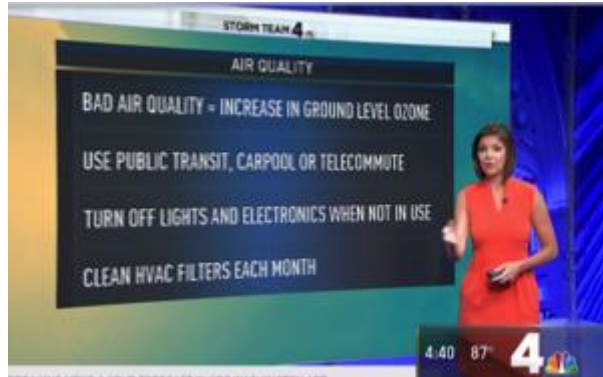 STORM TEAM 4
AIR QUALITY
BAD AIR QUALITY = INCREASE IN GROUND LEVEL OZONE
USE PUBLIC TRANSIT, CARPOOL OR TELECOMMUTE
TURN OFF LIGHTS AND ELECTRONICS WHEN NOT IN USE
CLEAN HVAC FILTERS EACH MONTH
4:40 87° 4